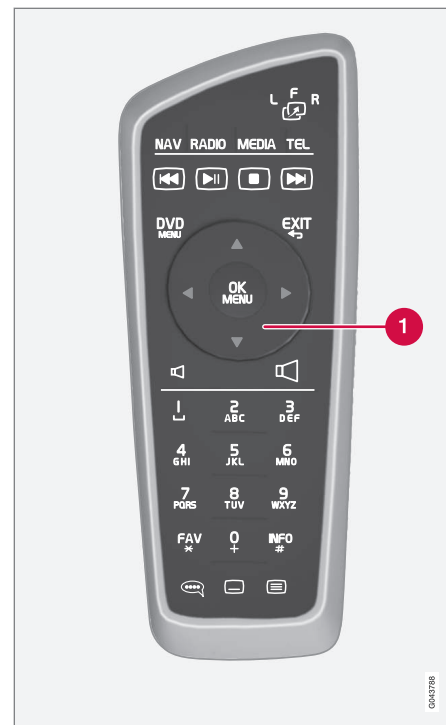 L F R
NAV RADIO MEDIA TEL
DVD EXIT
MENU
OK
MENU
1
1 2 3
ABC DEF
4 5 6
GHI JKL MNO
7 8 9
PQRS TUV WXYZ
FAV 0 INFO
* + #
G043788